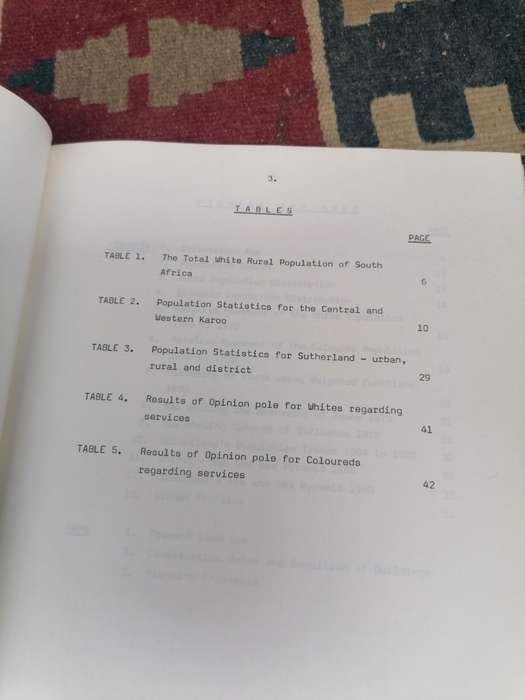 3.
TABLES
PAGE
TABLE 1. The Total White Rural Population of South
Africa 6
TABLE 2. Population Statistics for the Central and
Western Karoo 10
TABLE 3. Population Statistics for Sutherland - urban,
rural and district 29
TABLE 4. Results of Opinion pole for Whites regarding
services 41
TABLE 5. Results of Opinion pole for Coloureds
regarding services 42